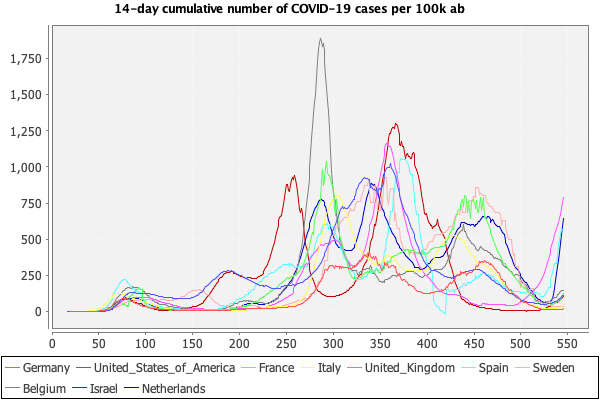 14-day cumulative number of COVID-19 cases per 100k ab
1,750
1,500
1,250
1,000
750
500
250
0
0 50 100 150 200 250 300 350 400 450 500 550
Germany United_States_of_America France Italy United_Kingdom Spain Sweden
Belgium Israel Netherlands